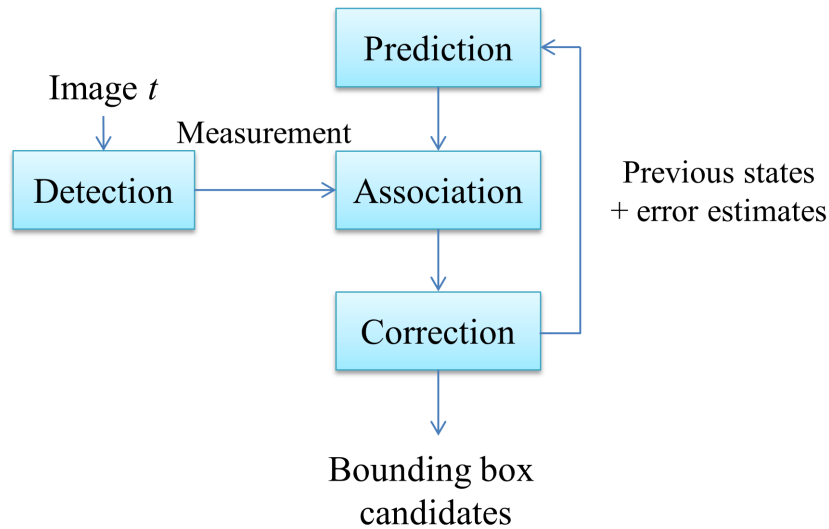 Prediction
Image t
Measurement
Detection
Association
Previous states
+ error estimates
Correction
Bounding box
candidates